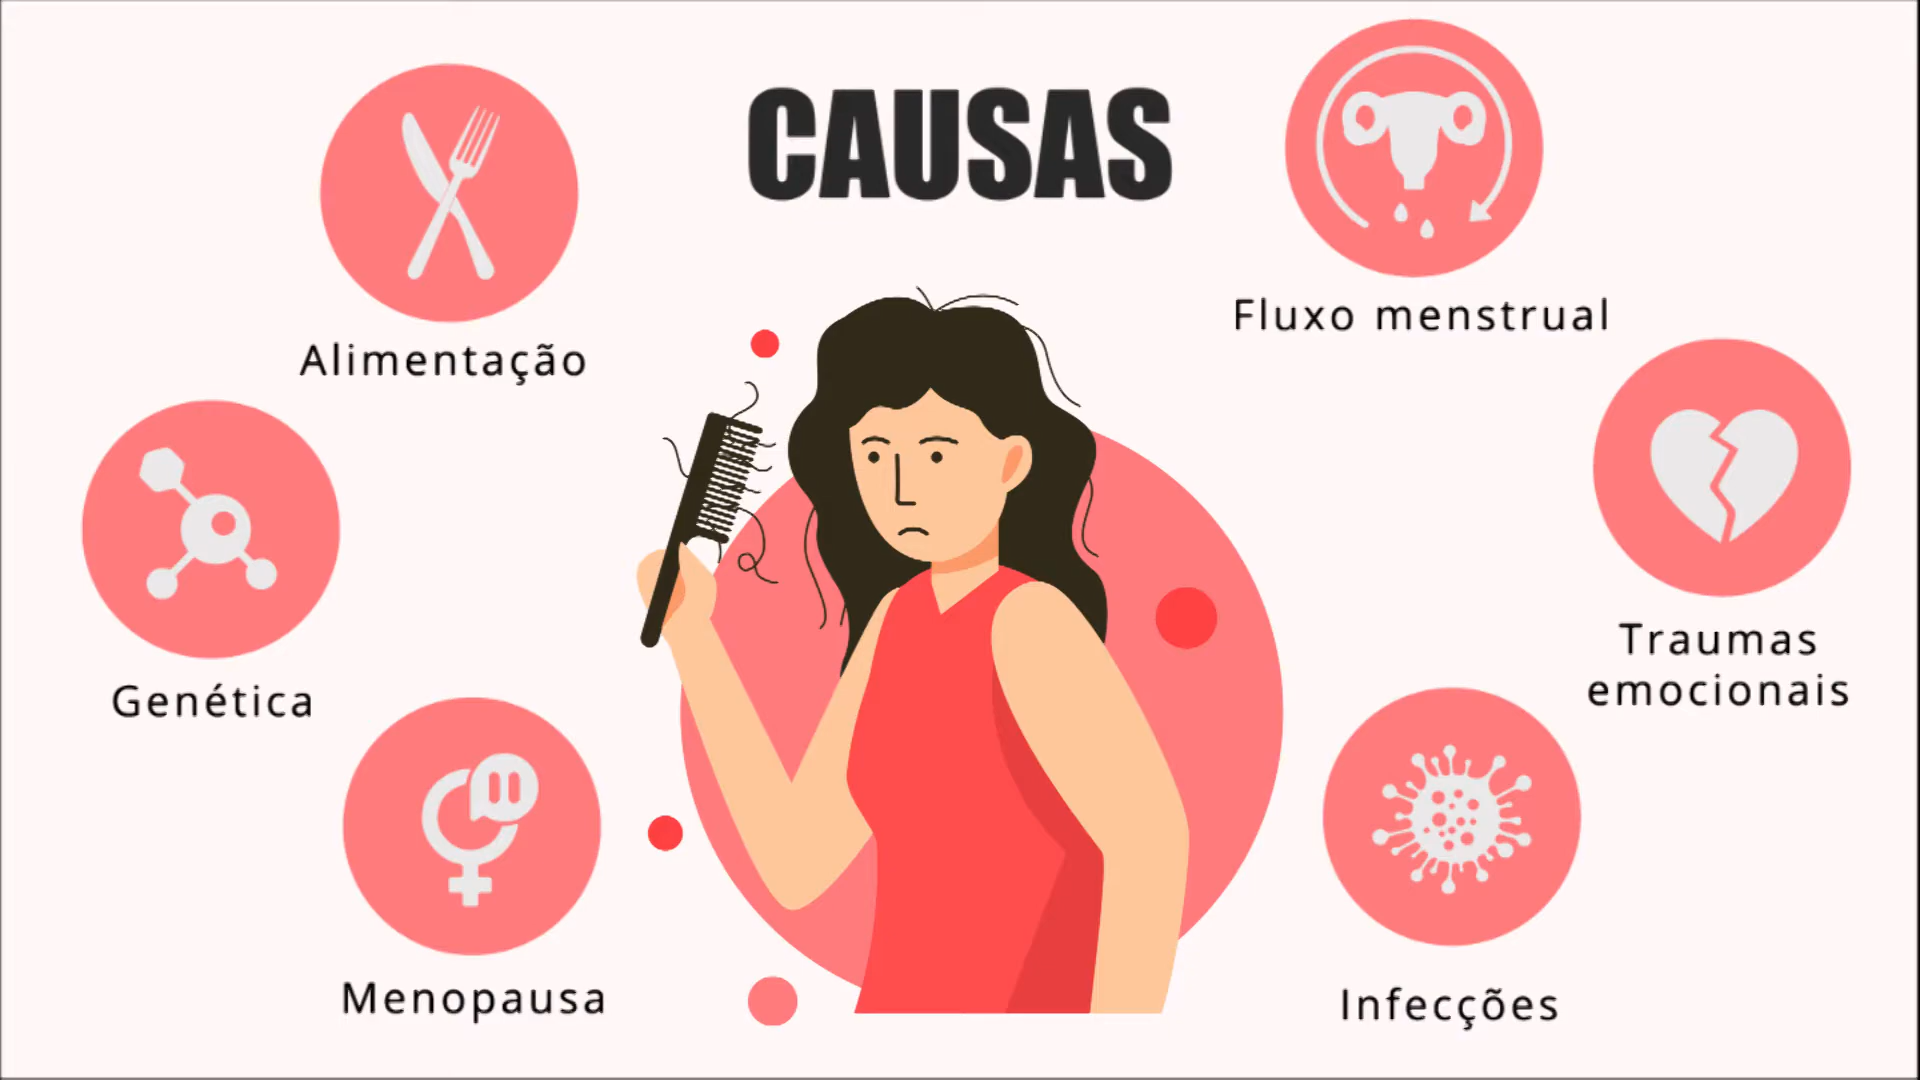 CAUSAS
Alimentação
Fluxo menstrual
Genética
Traumas
emocionais
Menopausa
Infecções